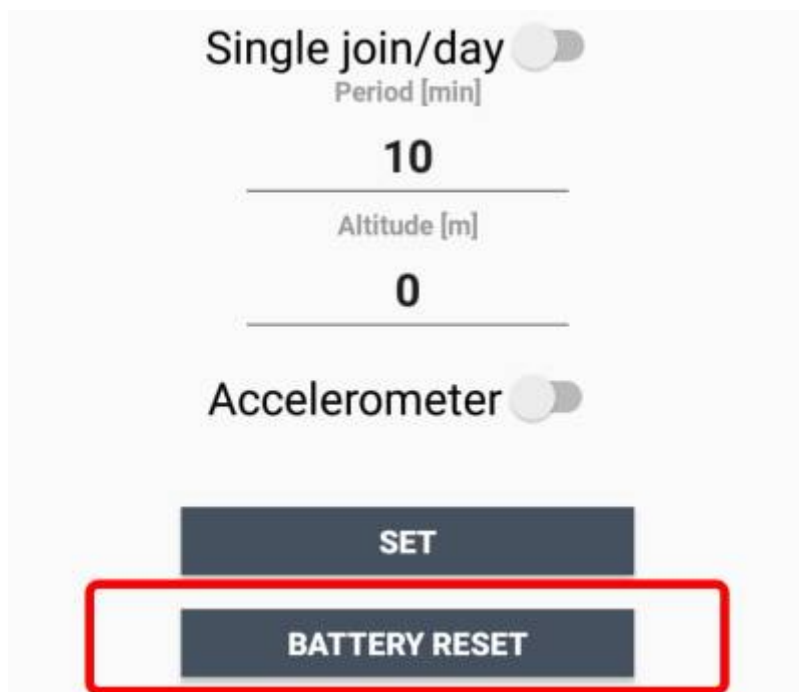 Single join/day
Period [min]
10
Altitude [m]
0
Accelerometer
SET
BATTERY RESET